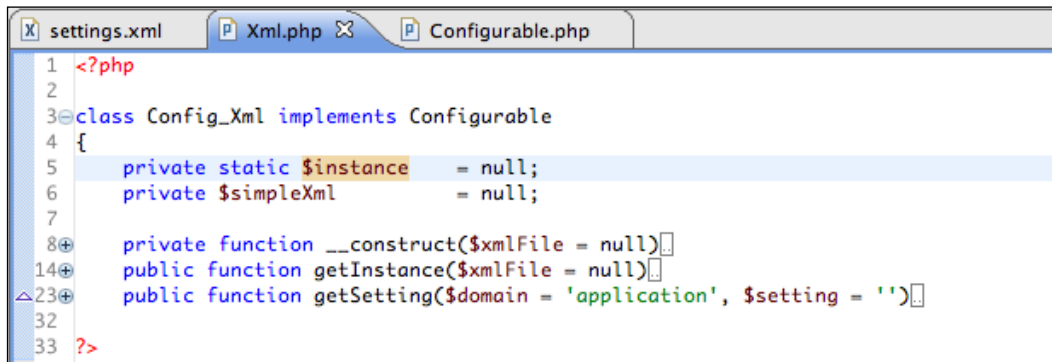 settings.xml Xml.php Configurable.php
1 <?php
2
3 class Config_Xml implements Configurable
4 {
5 private static $instance = null;
6 private $simpleXml = null;
7
8 private function __construct($xmlFile = null)..
14 public function getInstance($xmlFile = null)..
23 public function getSetting($domain = 'application', $setting = '')..
32
33 ?>